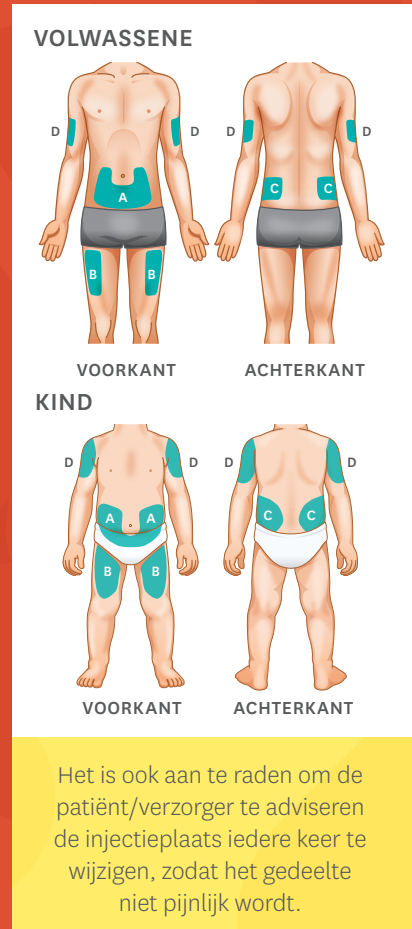 VOLWASSENE
D D D D
A C C
B B
VOORKANT ACHTERKANT
KIND
D D D D
A A C C
B B
VOORKANT ACHTERKANT
Het is ook aan te raden om de
patiënt/verzorger te adviseren
de injectieplaats iedere keer te
wijzigen, zodat het gedeelte
niet pijnlijk wordt.